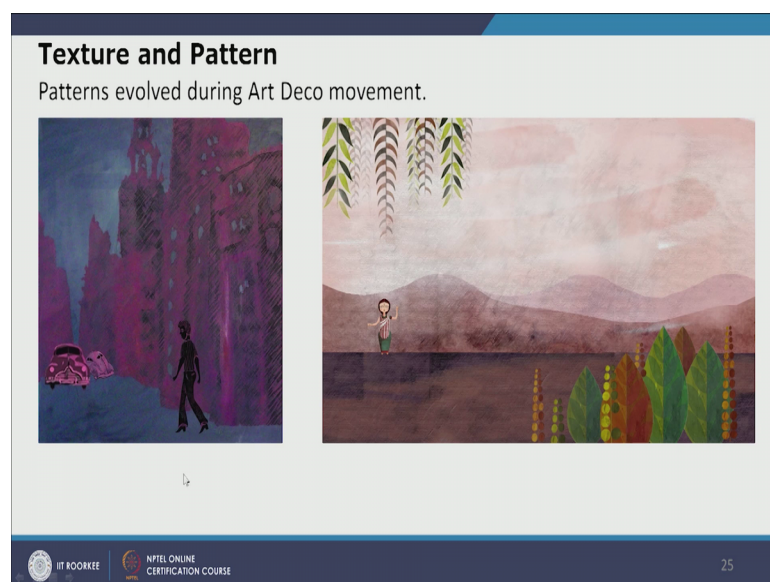 Texture and Pattern
Patterns evolved during Art Deco movement.
IIT ROORKEE
NPTEL ONLINE
CERTIFICATION COURSE
25